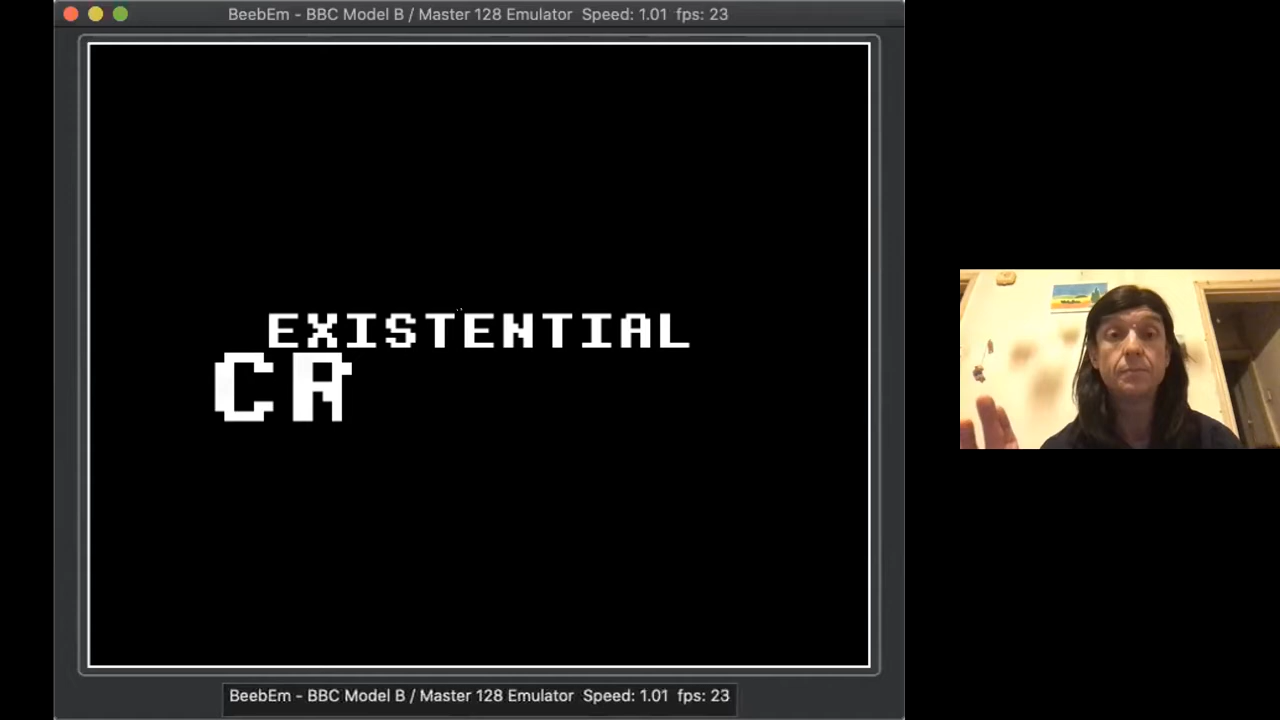 BeebEm - BBC Model B / Master 128 Emulator Speed: 1.01 fps: 23
EXISTENTIAL
CR
BeebEm - BBC Model B / Master 128 Emulator Speed: 1.01 fps: 23